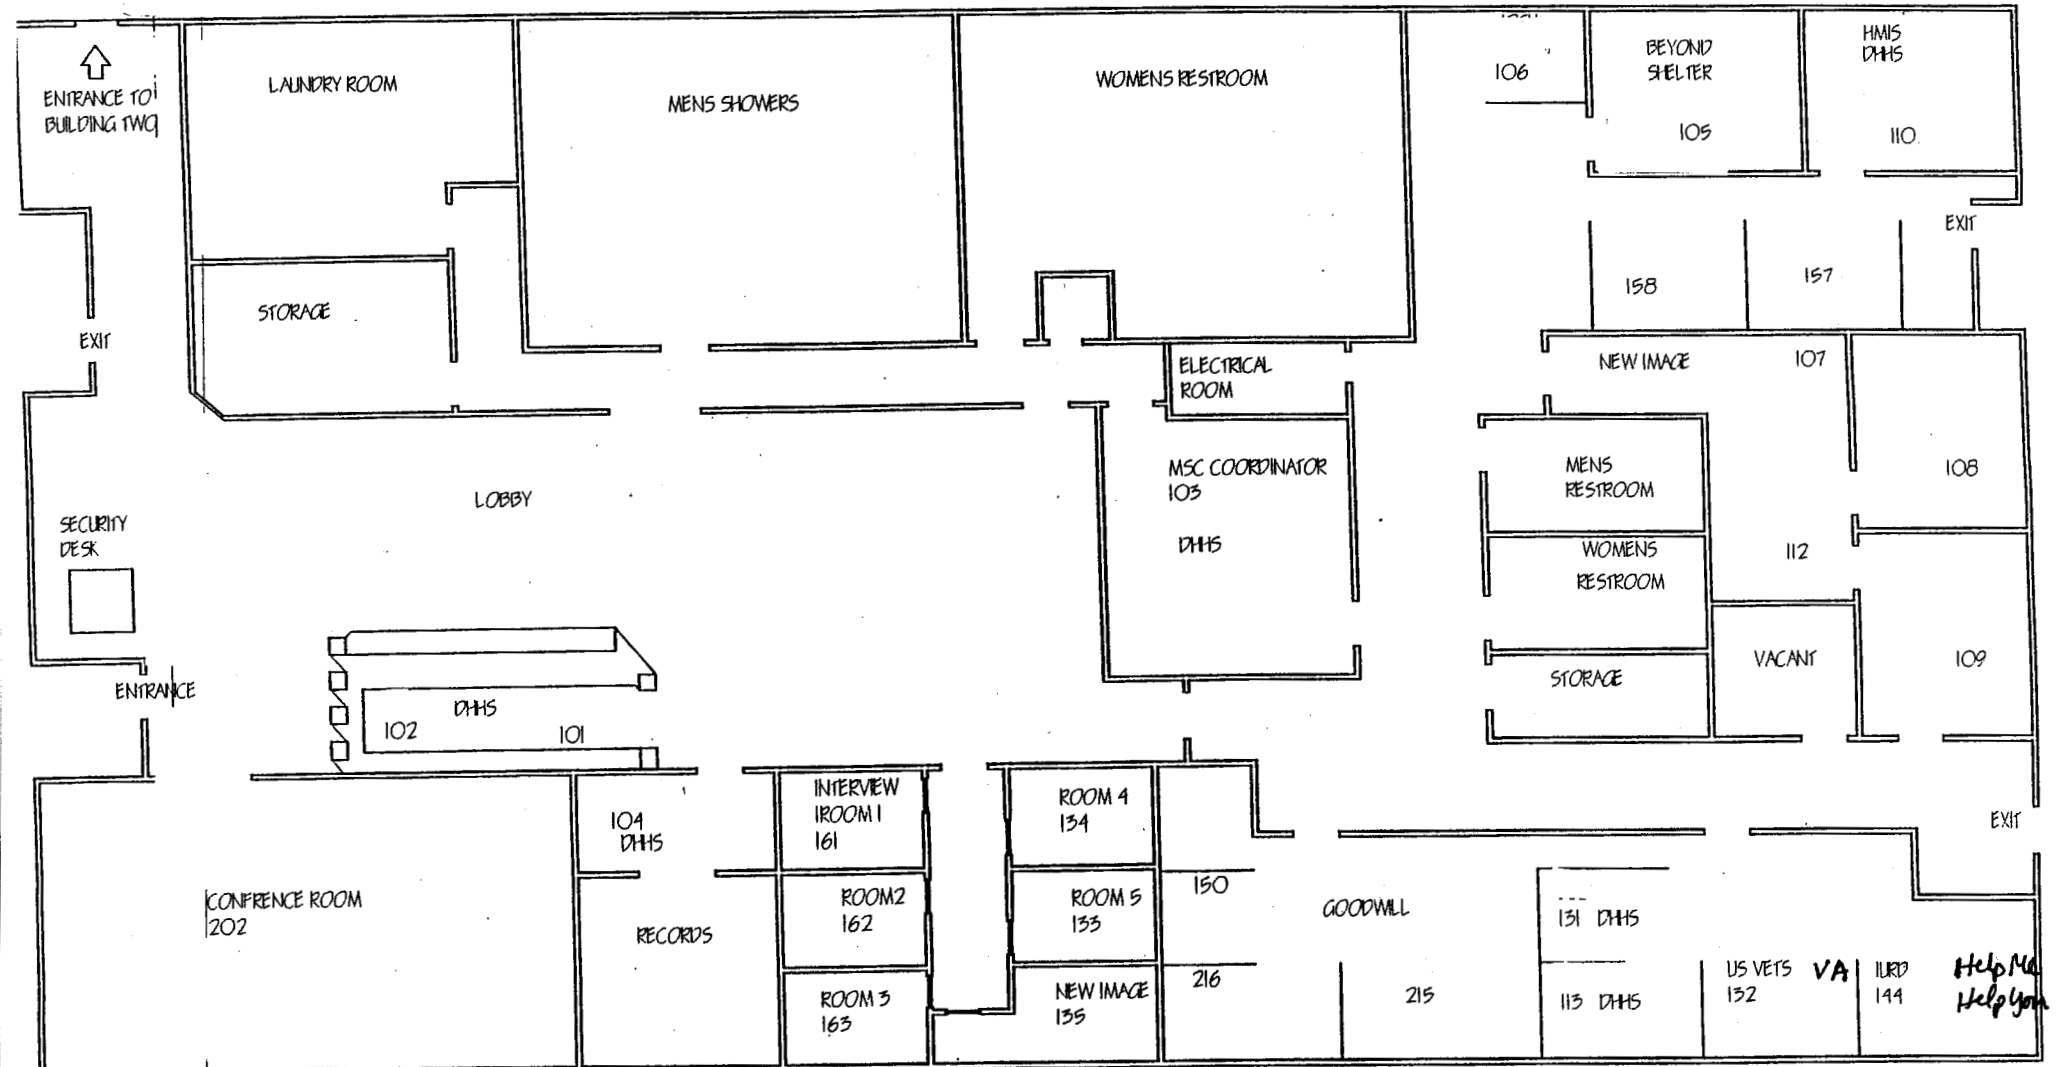 ENTRANCE TO
BUILDING TWO
LAUNDRY ROOM
MENS SHOWERS
WOMENS RESTROOM
106
BEYOND
SHELTER
105
HMIS
DHHS
110
EXIT
158
157
STORAGE
EXIT
ELECTRICAL
ROOM
NEW IMAGE
107
LOBBY
SECURITY
DESK
MSC COORDINATOR
103
DHHS
MENS
RESTROOM
108
WOMENS
RESTROOM
112
STORAGE
VACANT
109
ENTRANCE
DHHS
102
101
INTERVIEW
ROOM 1
161
ROOM 4
134
EXIT
104
DHHS
CONFRENCE ROOM
202
RECORDS
ROOM2
162
ROOM 5
133
150
GOODWILL
131 DHHS
ROOM 3
163
NEW IMAGE
135
216
215
113 DHHS
US VETS VA
132
IURD
144
Help Me
Help You